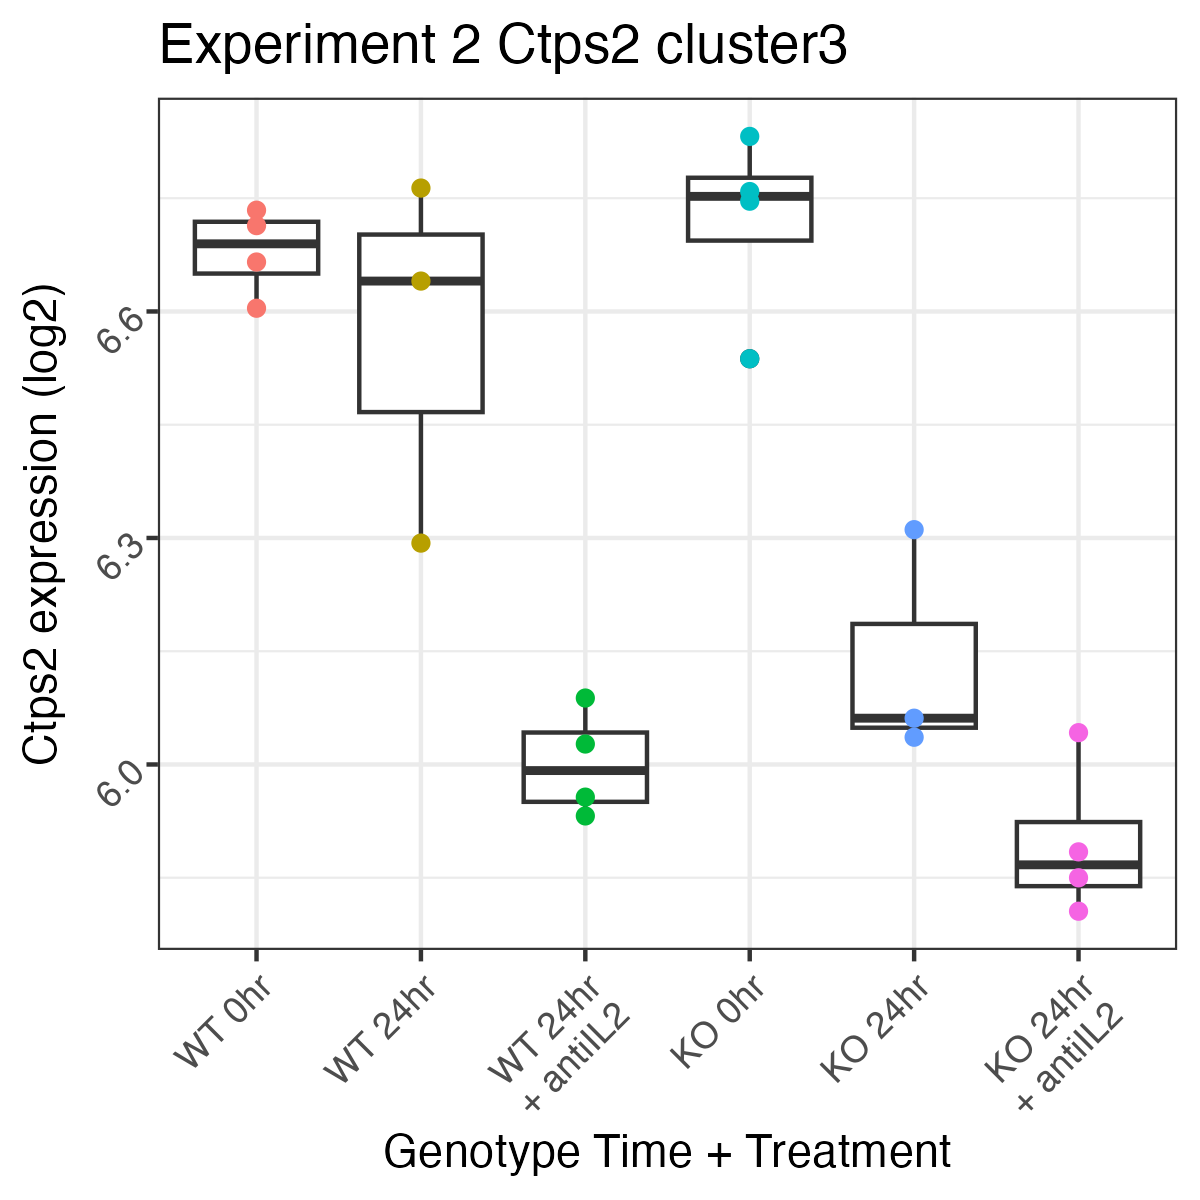 Experiment 2 Ctps2 cluster3
Ctps2 expression (log2)
6.6
6.3
6.0
WT 0hr
WT 24hr
WT 24hr
+ antiIL2
KO 0hr
KO 24hr
KO 24hr
+ antiIL2
Genotype Time + Treatment